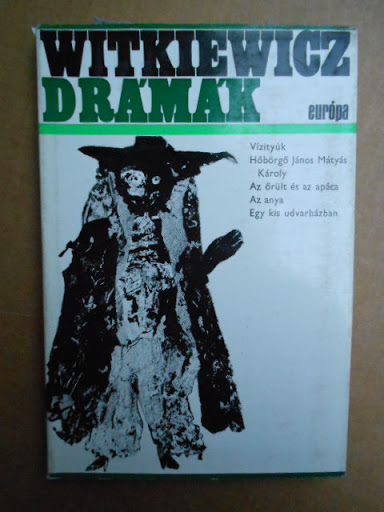 WITKIEWICZ
DRÁMÁK
európa
Vízityúk
Hőbörgő János Mátyás
Károly
Az őrült és az apáca
Az anya
Egy kis udvarházban